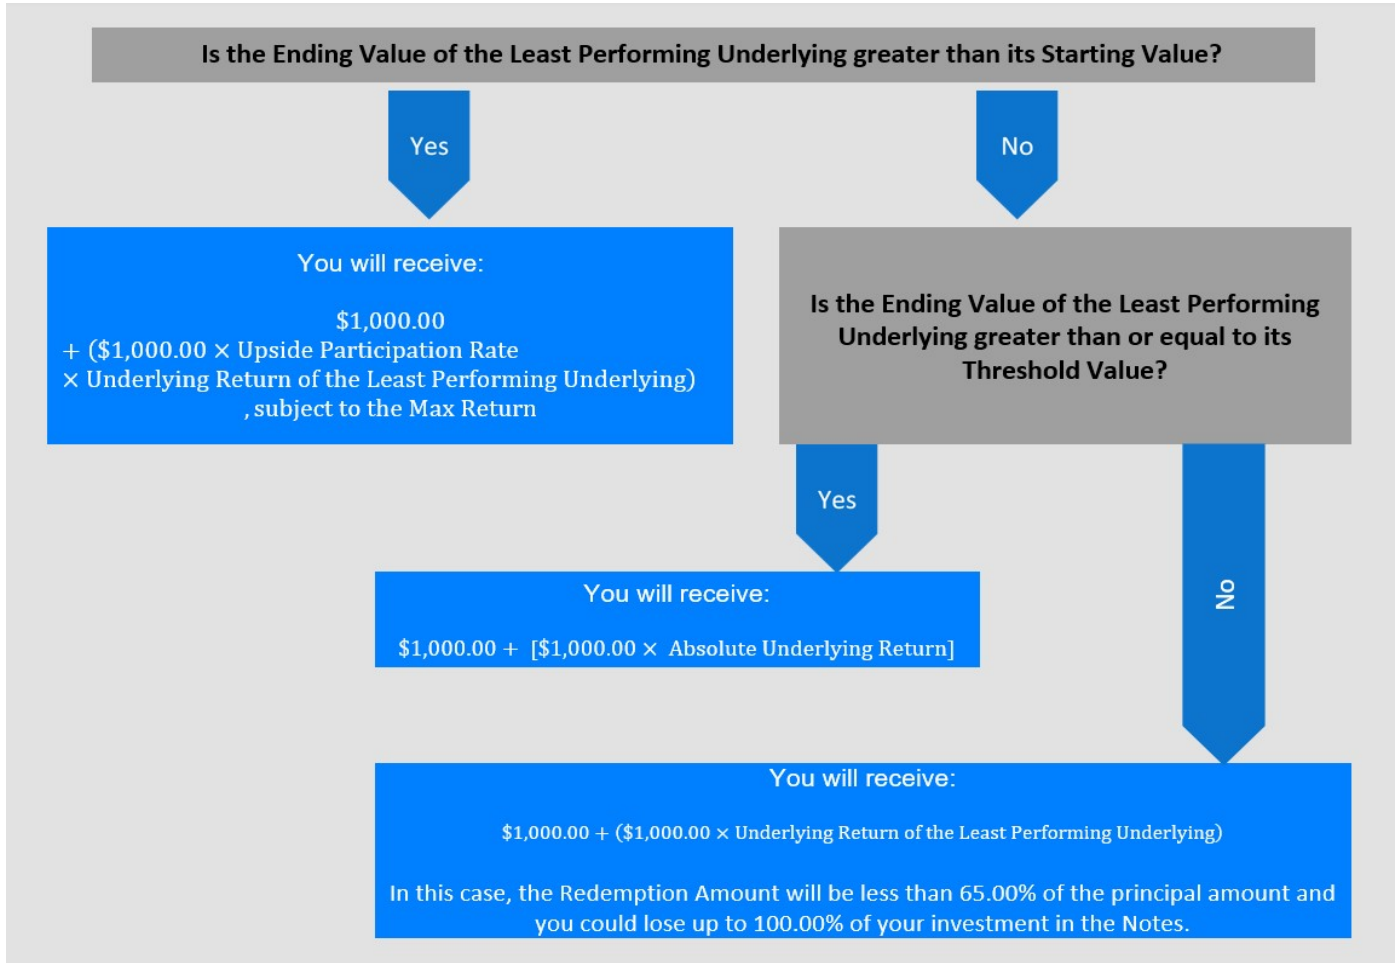 Is the Ending Value of the Least Performing Underlying greater than its Starting Value?
Yes
No
You will receive:
$1,000.00
+ ($1,000.00 × Upside Participation Rate
× Underlying Return of the Least Performing Underlying)
, subject to the Max Return
Is the Ending Value of the Least Performing
Underlying greater than or equal to its
Threshold Value?
Yes
No
You will receive:
$1,000.00 + [$1,000.00 × Absolute Underlying Return]
You will receive:
$1,000.00 + ($1,000.00 × Underlying Return of the Least Performing Underlying)
In this case, the Redemption Amount will be less than 65.00% of the principal amount and
you could lose up to 100.00% of your investment in the Notes.